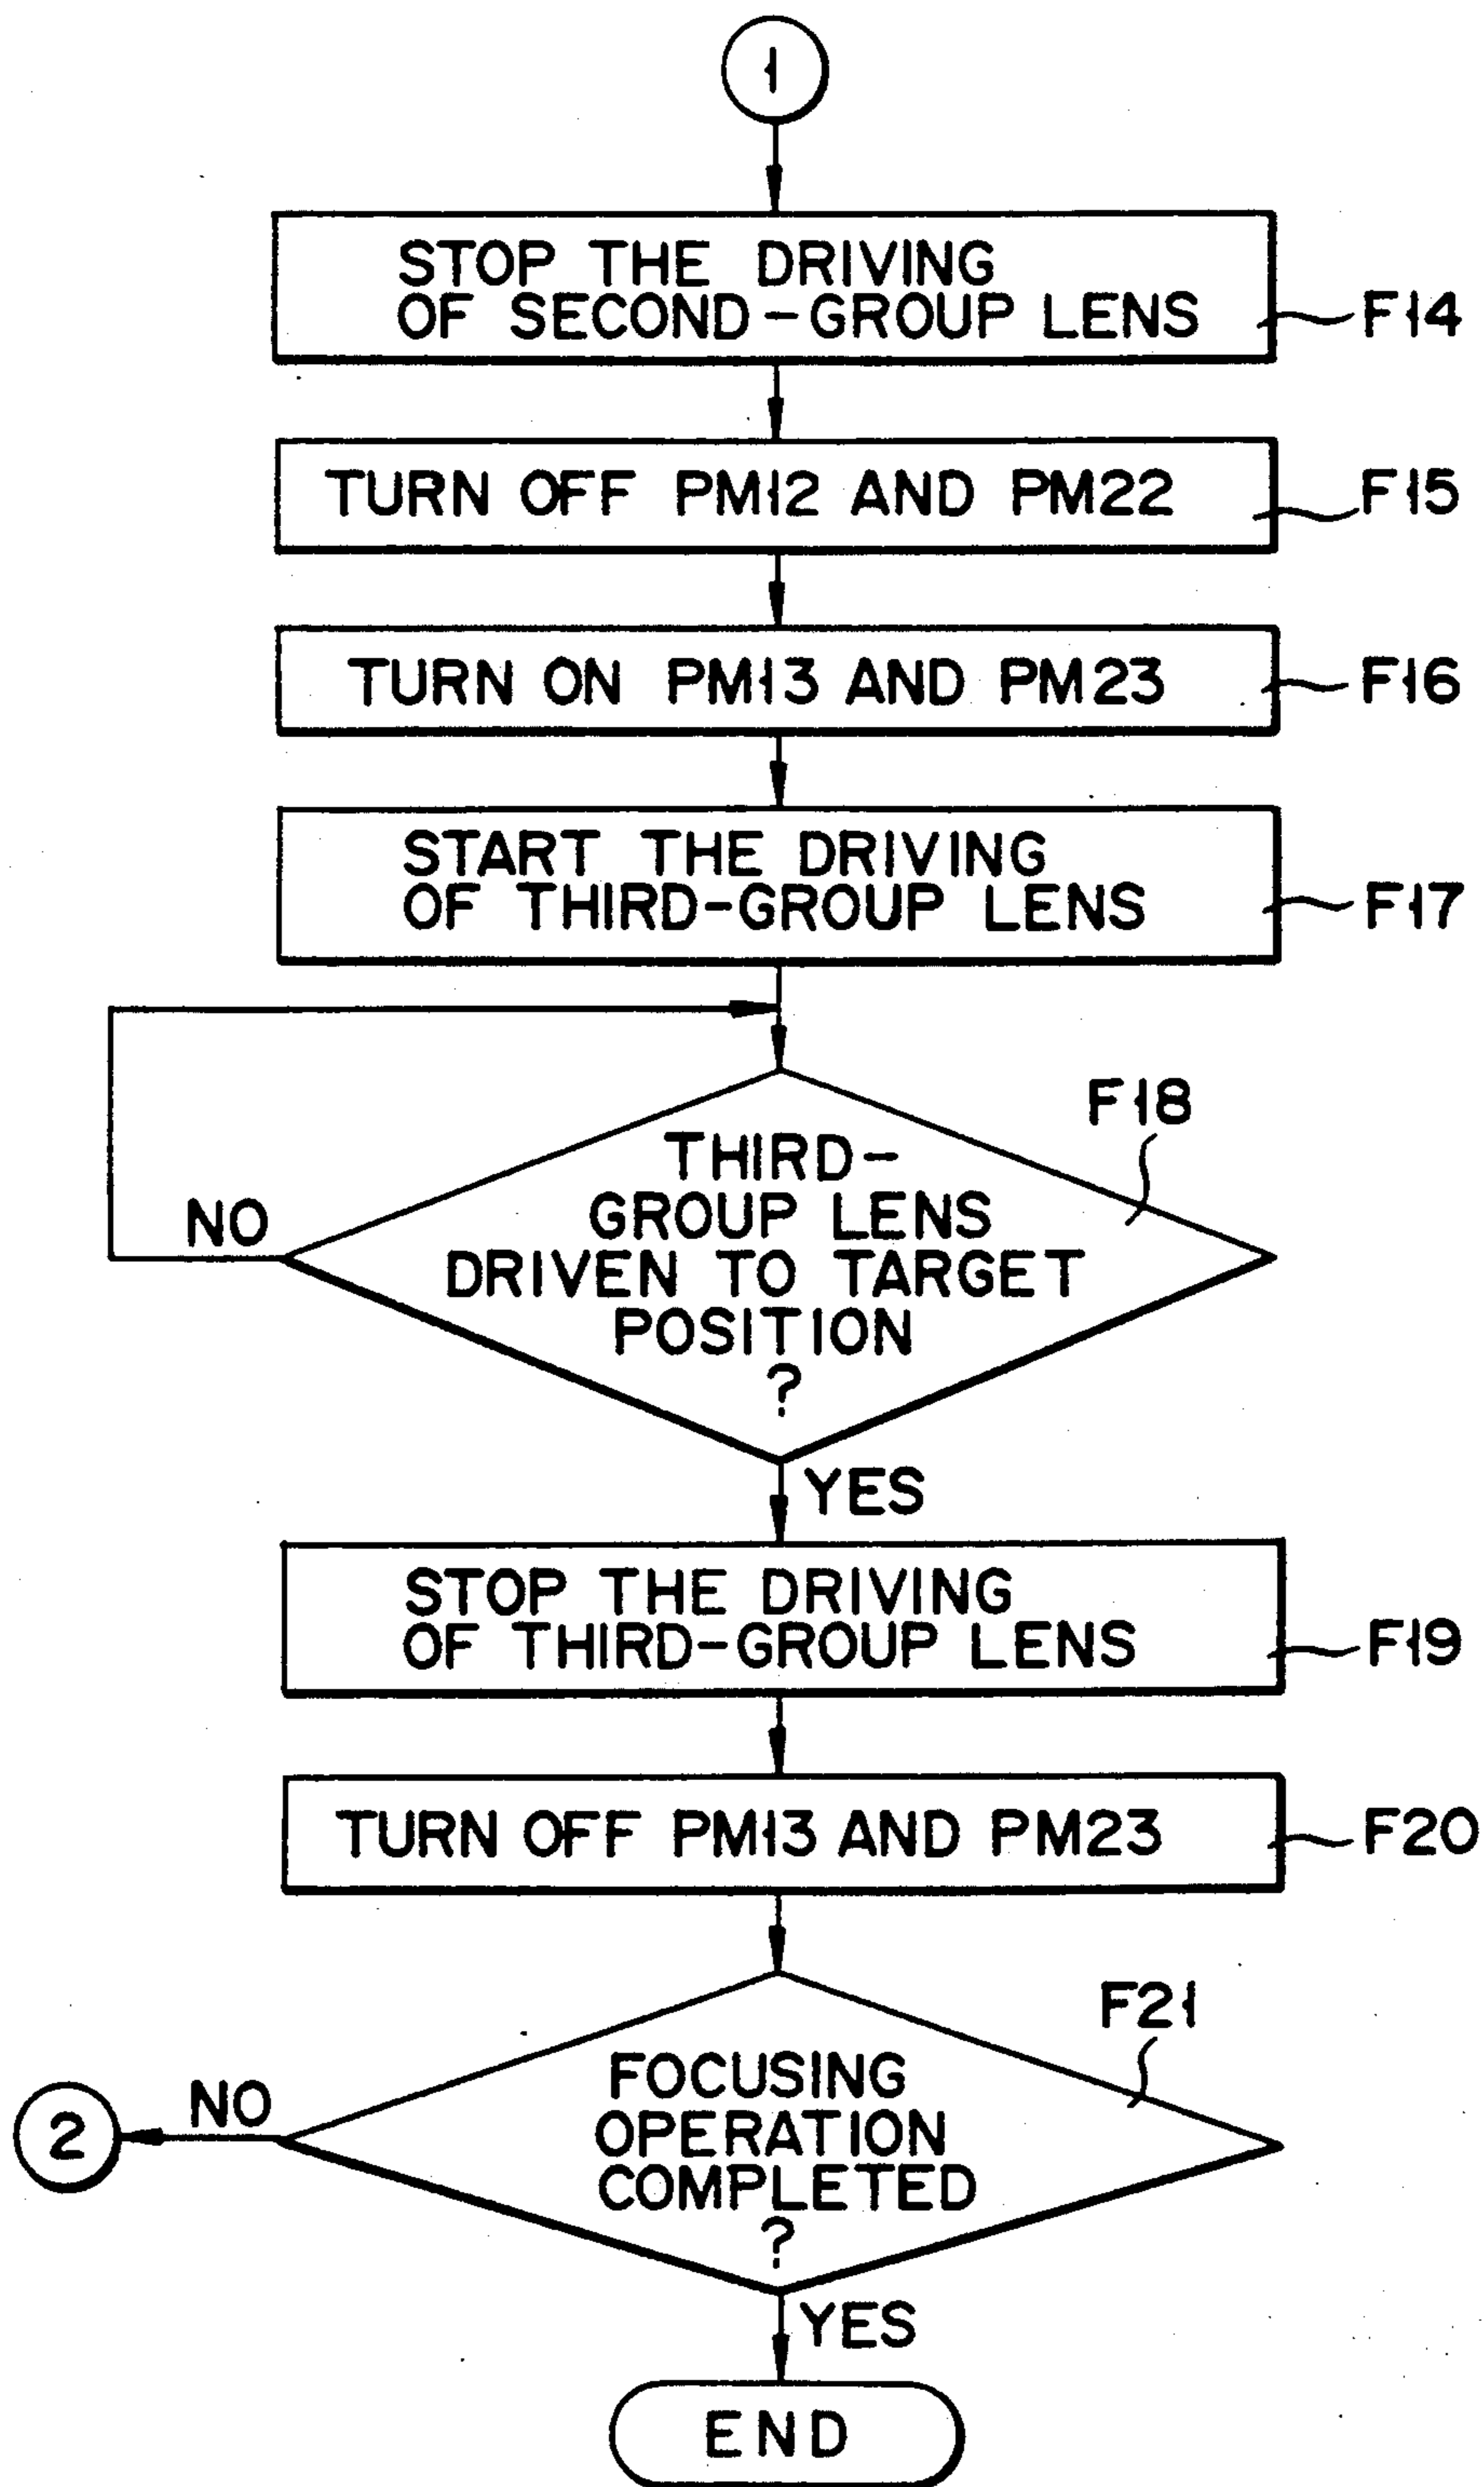 1
STOP THE DRIVING
OF SECOND-GROUP LENS
F14
TURN OFF PM12 AND PM22
F15
TURN ON PM13 AND PM23
F16
START THE DRIVING
OF THIRD-GROUP LENS
F17
F18
THIRD-
GROUP LENS
DRIVEN TO TARGET
POSITION
?
NO
YES
STOP THE DRIVING
OF THIRD-GROUP LENS
F19
TURN OFF PM13 AND PM23
F20
F21
FOCUSING
OPERATION
COMPLETED
?
NO
2
YES
END